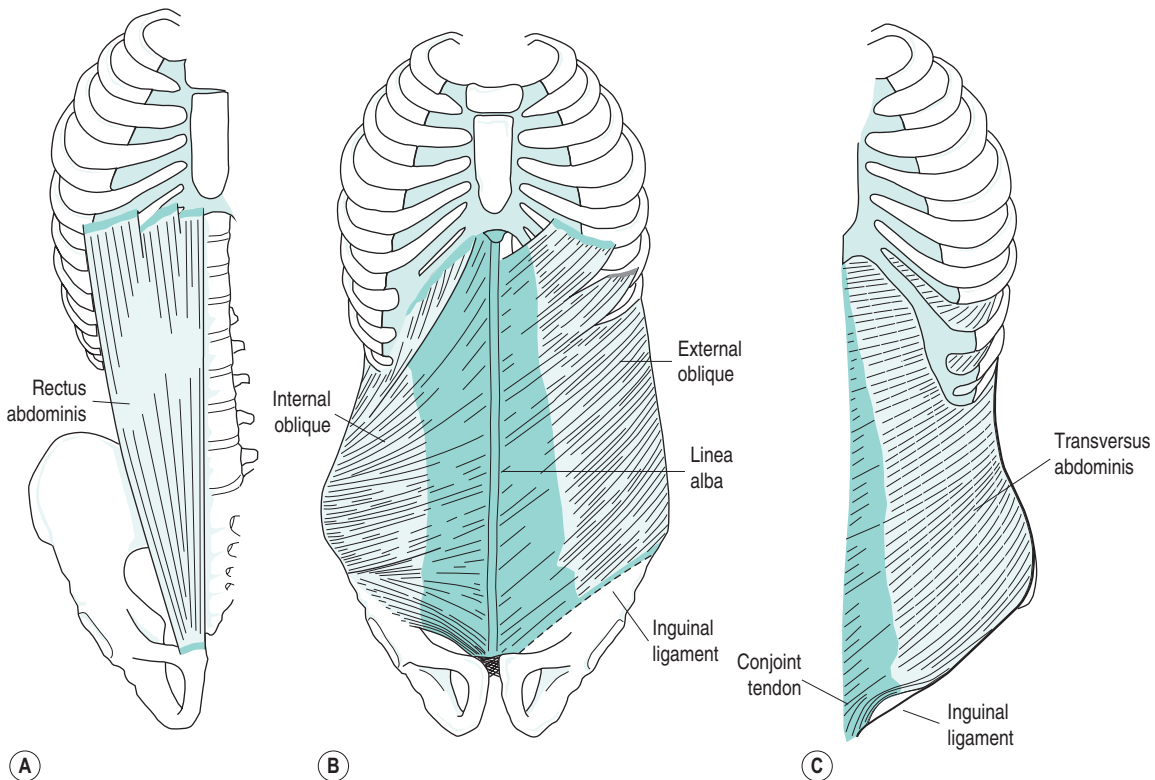 Rectus
abdominis
Internal
oblique
External
oblique
Linea
alba
Inguinal
ligament
Transversus
abdominis
Conjoint
tendon
Inguinal
ligament
A
B
C